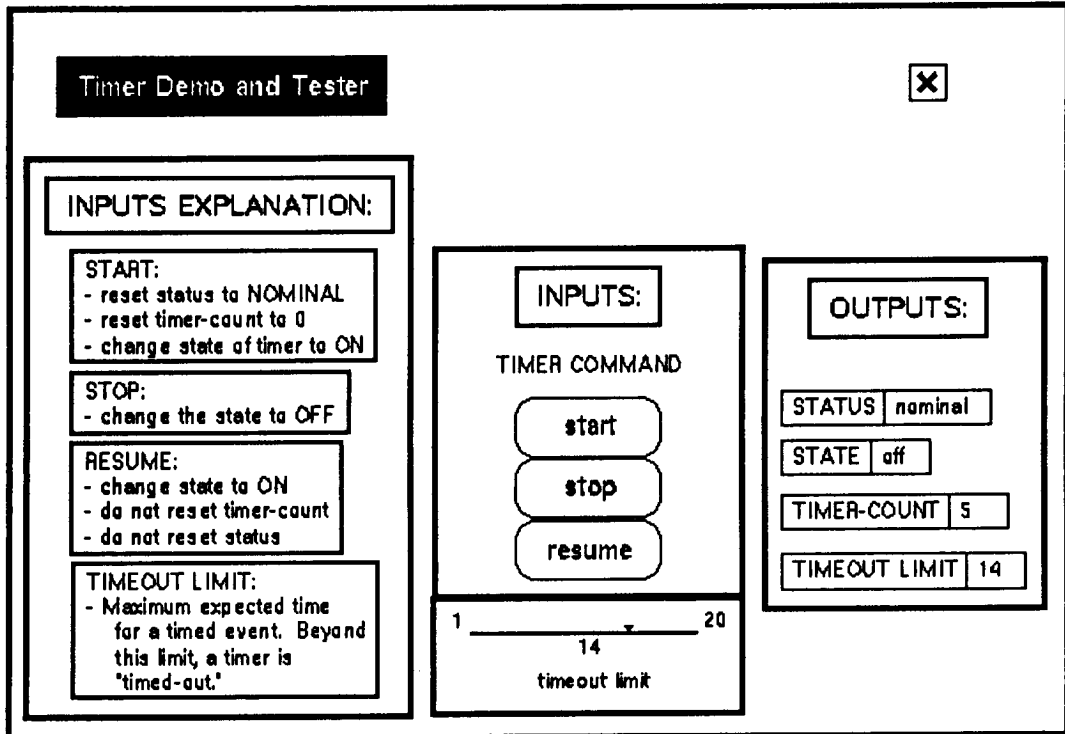 Timer Demo and Tester
INPUTS EXPLANATION:
START:
- reset status to NOMINAL
- reset timer-count to 0
- change state of timer to ON
STOP:
- change the state to OFF
RESUME:
- change state to ON
- do not reset timer-count
- do not reset status
TIMEOUT LIMIT:
- Maximum expected time
for a timed event. Beyond
this limit, a timer is
"timed-out."
INPUTS:
TIMER COMMAND
start
stop
resume
1 20
14
timeout limit
OUTPUTS:
STATUS nominal
STATE off
TIMER-COUNT 5
TIMEOUT LIMIT 14